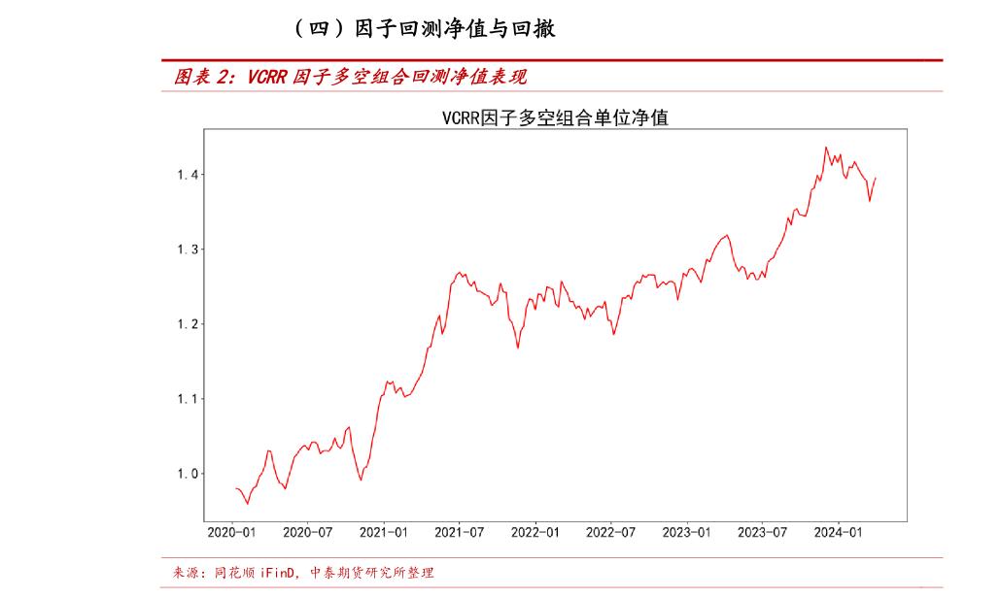 （四）因子回测净值与回撤
图表 2：VCRR 因子多空组合回测净值表现
VCRR因子多空组合单位净值
1.4
1.3
1.2
1.1
1.0
2020-01 2020-07 2021-01 2021-07 2022-01 2022-07 2023-01 2023-07 2024-01
来源：同花顺 iFinD，中泰期货研究所整理